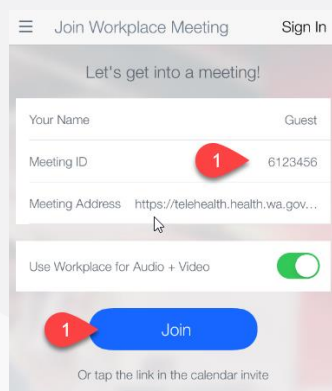 Join Workplace Meeting Sign In
Let's get into a meeting!
Your Name Guest
Meeting ID 1 6123456
Meeting Address https://telehealth.health.wa.gov...
Use Workplace for Audio + Video
1 Join
Or tap the link in the calendar invite